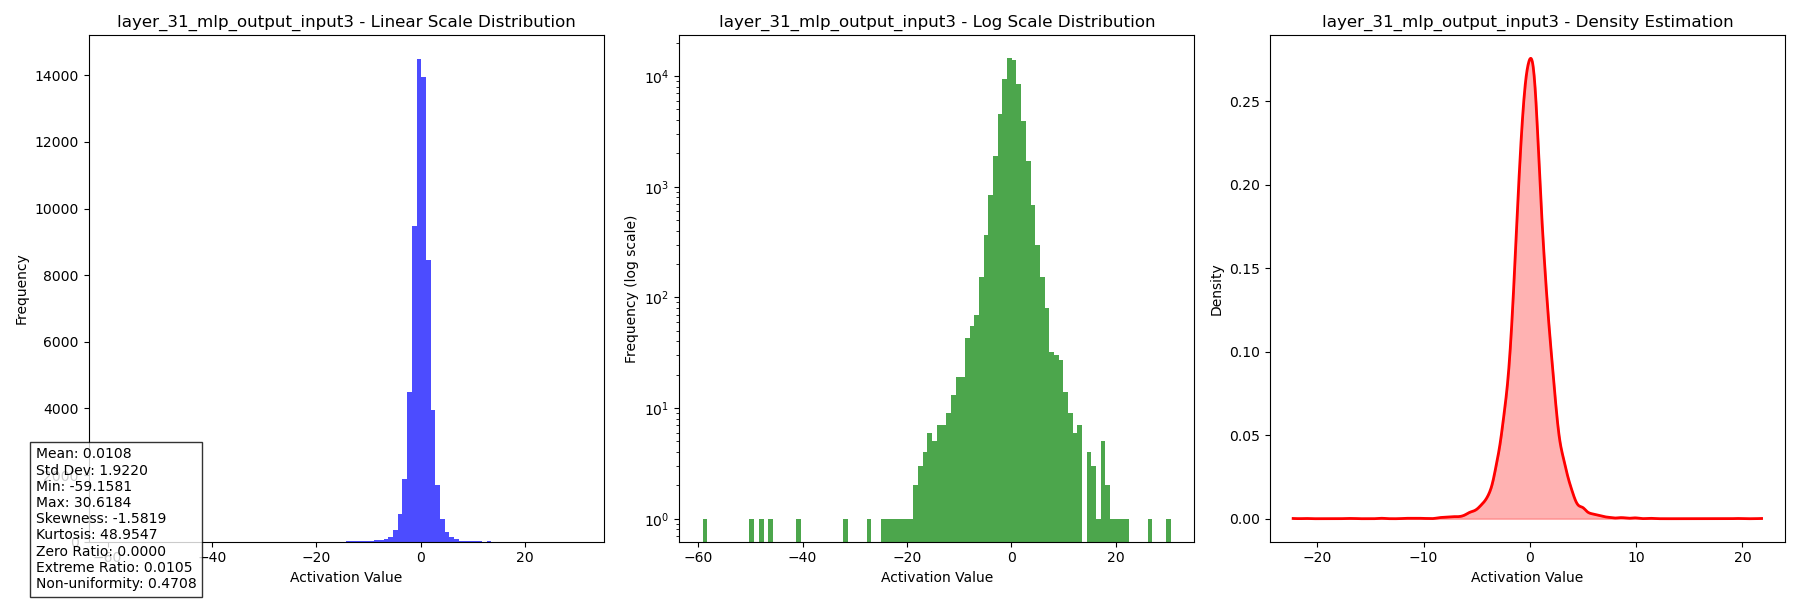 layer_31_mlp_output_input3 - Linear Scale Distribution
14000
12000
10000
8000
6000
4000
2000
0
Frequency
−40
−20
0
20
Activation Value
Mean: 0.0108
Std Dev: 1.9220
Min: -59.1581
Max: 30.6184
Skewness: -1.5819
Kurtosis: 48.9547
Zero Ratio: 0.0000
Extreme Ratio: 0.0105
Non-uniformity: 0.4708
layer_31_mlp_output_input3 - Log Scale Distribution
10⁴
10³
10²
10¹
10⁰
Frequency (log scale)
−60
−40
−20
0
20
Activation Value
layer_31_mlp_output_input3 - Density Estimation
0.25
0.20
0.15
0.10
0.05
0.00
Density
−20
−10
0
10
20
Activation Value